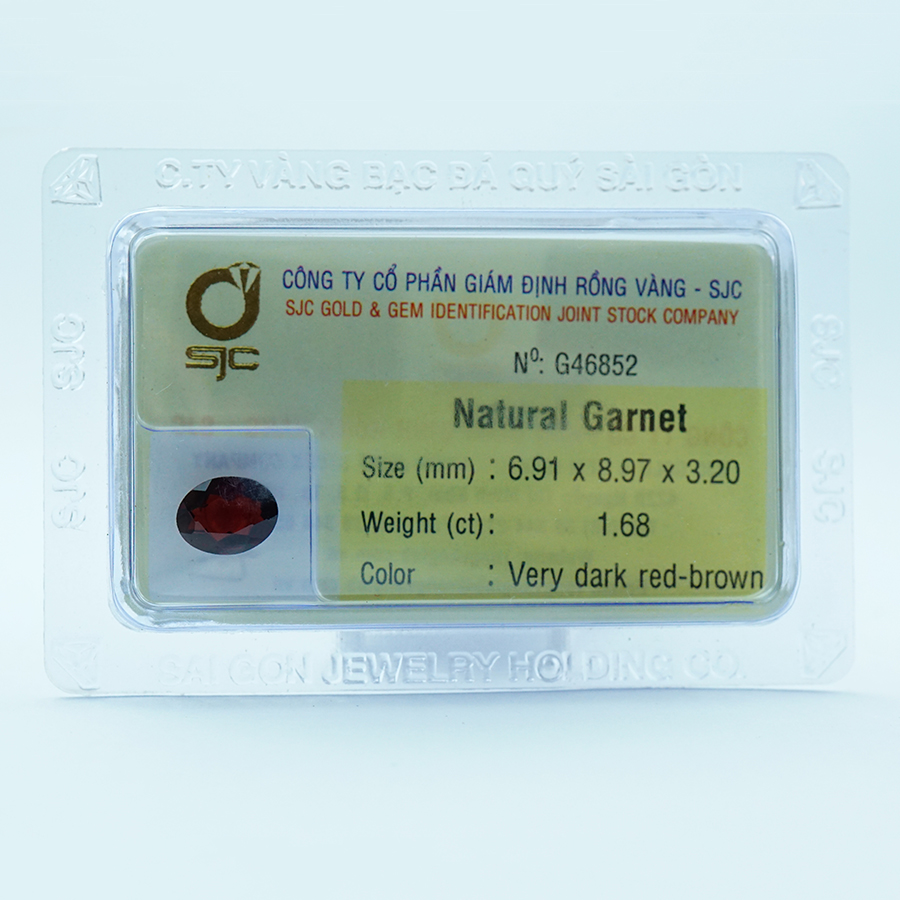 C.TY VÀNG BẠC ĐÁ QUÝ SÀI GÒN
SJC
CÔNG TY CỔ PHẦN GIÁM ĐỊNH RỒNG VÀNG - SJC
SJC GOLD & GEM IDENTIFICATION JOINT STOCK COMPANY
Nº: G46852
Natural Garnet
Size (mm) : 6.91 x 8.97 x 3.20
Weight (ct): 1.68
Color : Very dark red-brown
SJC
SJC
SJC
SJC
SAI GON JEWELRY HOLDING CO.